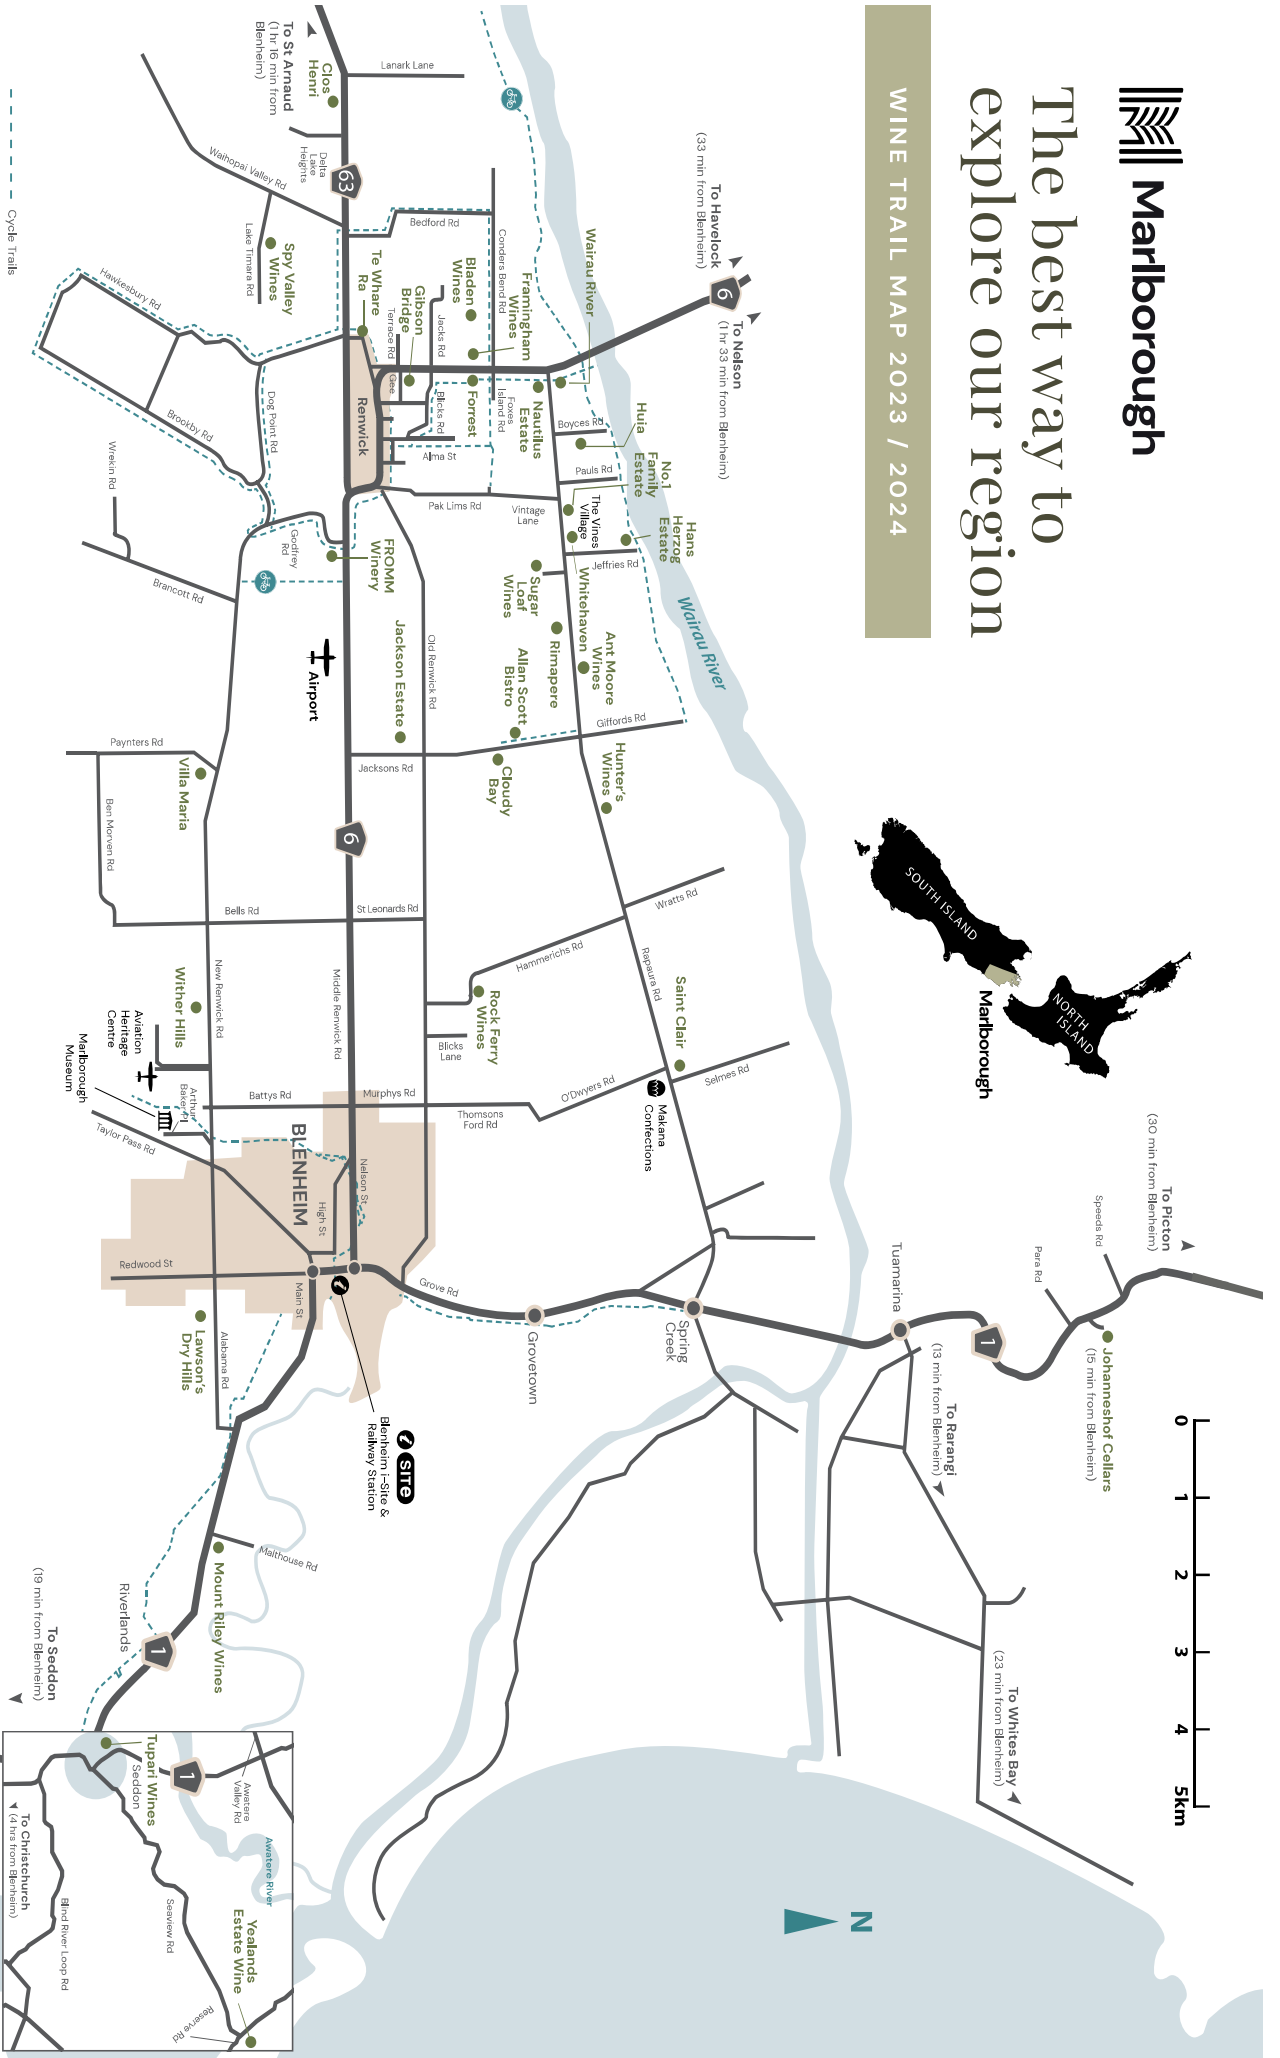 Marlborough
The best way to
explore our region
WINE TRAIL MAP 2023 / 2024
SOUTH ISLAND
NORTH
ISLAND
Marlborough
To Picton
(30 min from Blenheim)
Speeds Rd
Para Rd
Johanneshof Cellars
(15 min from Blenheim)
0
1
2
3
4
5km
To Havelock
(33 min from Blenheim)
6
To Nelson
(1 hr 33 min from Blenheim)
Tuamarina
1
To Rarangi
(13 min from Blenheim)
To Whites Bay
(23 min from Blenheim)
N
Wairau River
Wairau River
Huia
No.1
Family
Estate
Hans
Herzog
Estate
The Vines
Village
Boyces Rd
Pauls Rd
Jeffries Rd
Vintage
Lane
Whitehaven
Ant Moore
Wines
Giffords Rd
Hunter's
Wines
Wratts Rd
Rapaura Rd
Saint Clair
Selmes Rd
O'Dwyers Rd
Makana
Confections
Spring
Creek
Framingham
Wines
Nautilus
Estate
Conders Bend Rd
Foxes
Island Rd
Sugar
Loaf
Wines
Rimapere
Allan Scott
Bistro
Cloudy
Bay
Hammerichs Rd
Rock Ferry
Wines
Blicks
Lane
Thomsons
Ford Rd
Grovetown
Lanark Lane
Bedford Rd
Bladen
Wines
Gibson
Bridge
Jacks Rd
Terrace Rd
Gee
Forrest
Blicks Rd
Alma St
Pak Lims Rd
Te Whare
Ra
Renwick
FROMM
Winery
Jackson Estate
Old Renwick Rd
Jacksons Rd
St Leonards Rd
Murphys Rd
Grove Rd
To St Arnaud
(1 hr 16 min from
Blenheim)
Clos
Henri
Delta
Lake
Heights
63
Waihopai Valley Rd
Lake Timara Rd
Spy Valley
Wines
Hawkesbury Rd
Brookby Rd
Dog Point Rd
Godfrey
Rd
Wrekin Rd
Brancott Rd
Airport
6
Middle Renwick Rd
Paynters Rd
Villa Maria
Ben Morven Rd
Bells Rd
New Renwick Rd
Wither Hills
Aviation
Heritage
Centre
Marlborough
Museum
Arthur
Baker Pl
Battys Rd
Taylor Pass Rd
BLENHEIM
Nelson St
High St
Main St
Redwood St
Alabama Rd
Lawson's
Dry Hills
i SITE
Blenheim i-Site &
Railway Station
Malthouse Rd
Mount Riley Wines
Riverlands
1
To Seddon
(19 min from Blenheim)
Cycle Trails
Tupari Wines
Seddon
1
Awatere
Valley Rd
Awatere River
Yealands
Estate Wine
Seaview Rd
Reserve Rd
Blind River Loop Rd
To Christchurch
(4 hrs from Blenheim)